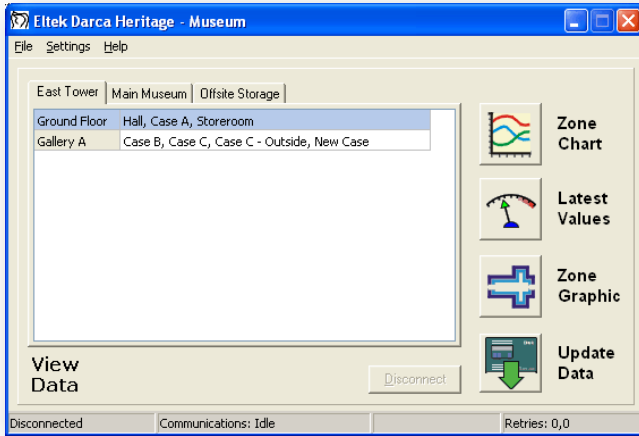 Eltek Darca Heritage - Museum
File Settings Help
East Tower Main Museum Offsite Storage
Ground Floor Hall, Case A, Storeroom
Gallery A Case B, Case C, Case C - Outside, New Case
Zone
Chart
Latest
Values
Zone
Graphic
Update
Data
View
Data
Disconnect
Disconnected Communications: Idle Retries: 0,0